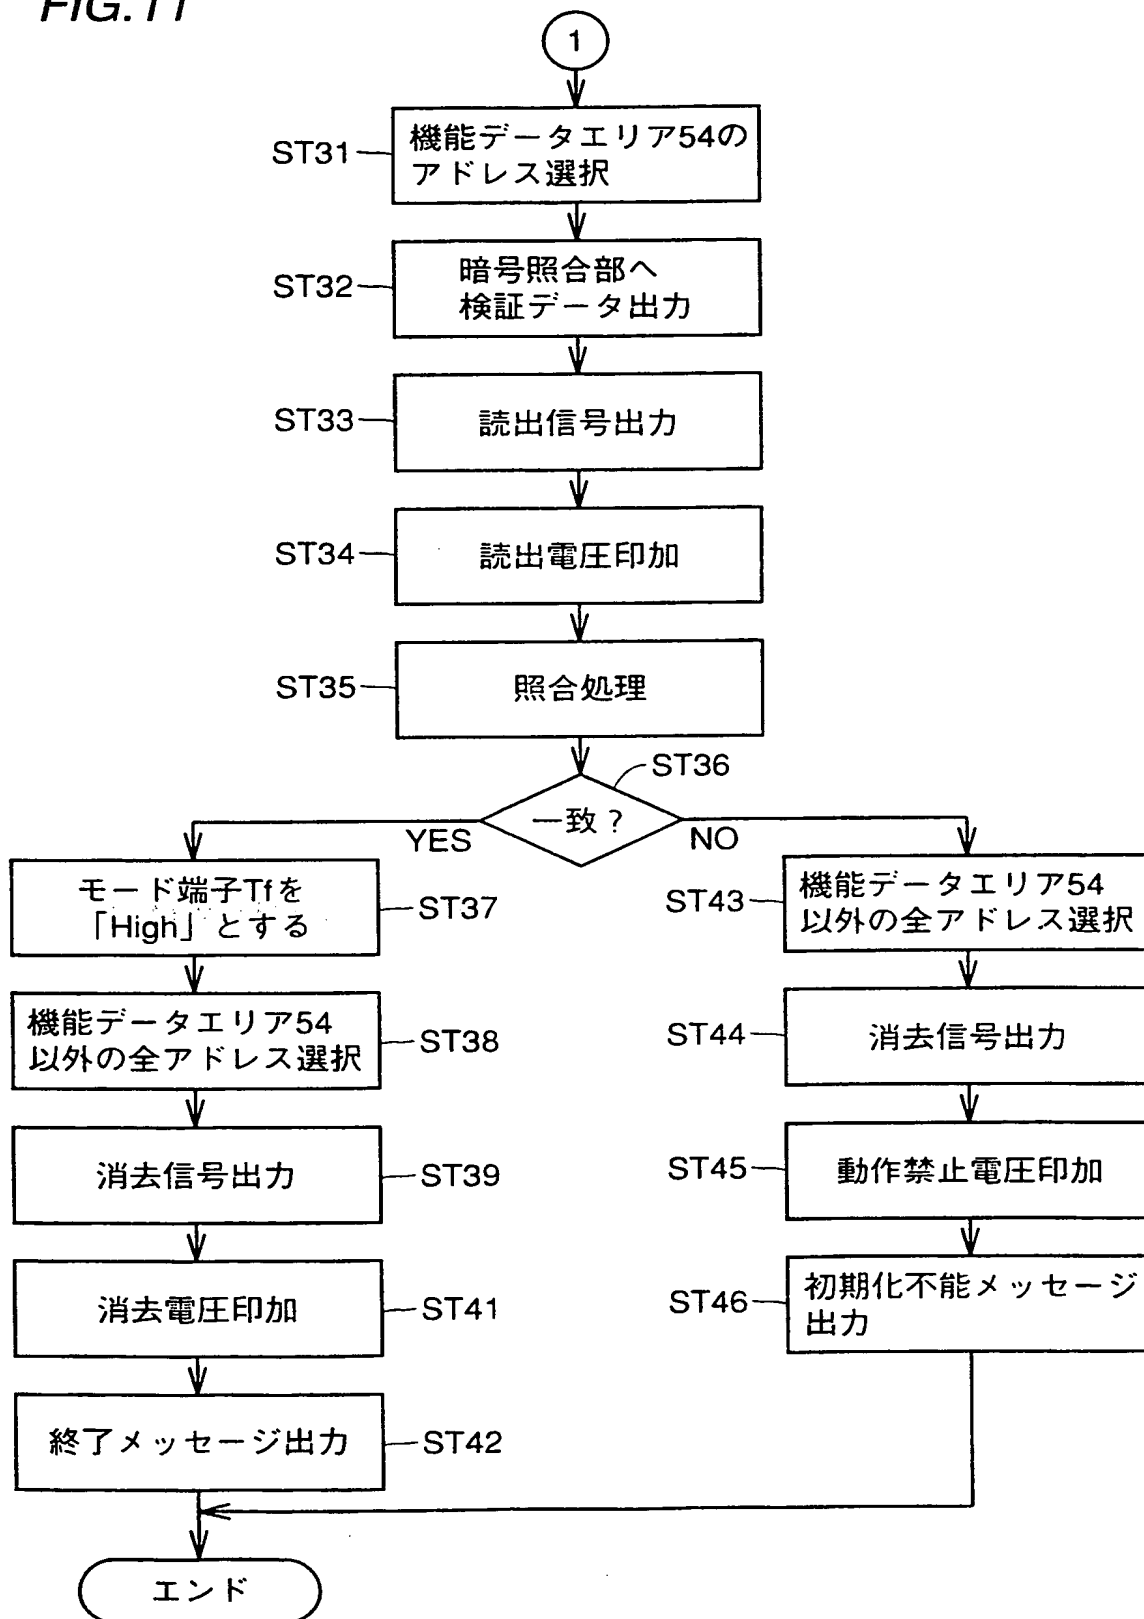 FIG.11
1
ST31
機能データエリア54の
アドレス選択
ST32
暗号照合部へ
検証データ出力
ST33
読出信号出力
ST34
読出電圧印加
ST35
照合処理
ST36
一致？
YES
NO
モード端子Tfを
「High」とする
ST37
機能データエリア54
以外の全アドレス選択
ST38
消去信号出力
ST39
消去電圧印加
ST41
終了メッセージ出力
ST42
ST43
機能データエリア54
以外の全アドレス選択
ST44
消去信号出力
ST45
動作禁止電圧印加
ST46
初期化不能メッセージ
出力
エンド